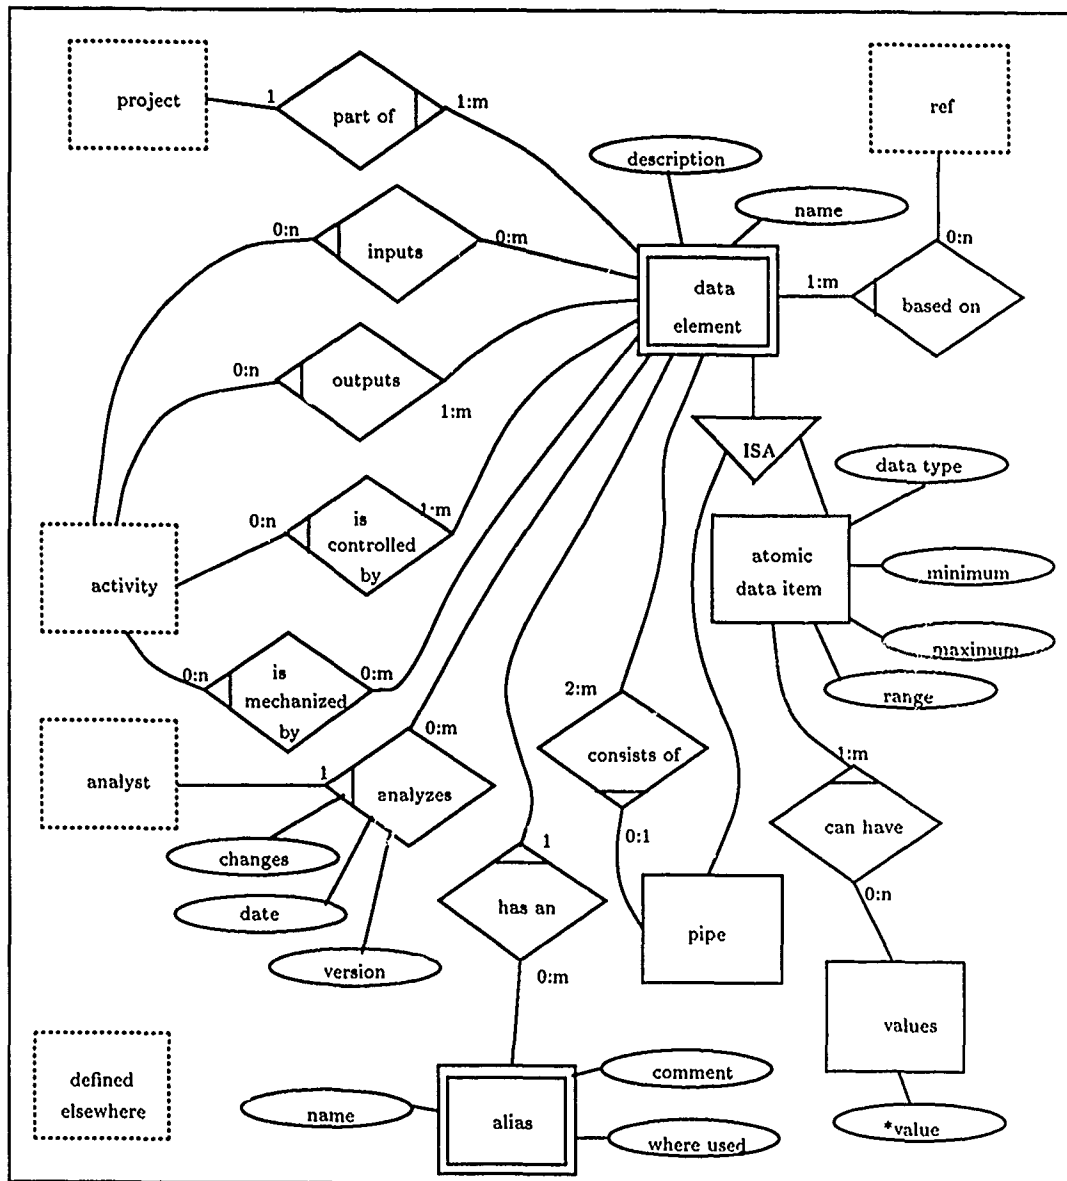 project
1
part of
1:m
ref
description
name
0:n
inputs
0:m
0:n
data
element
1:m
based on
0:n
outputs
1:m
ISA
data type
0:n
is
controlled
by
1:m
activity
atomic
data item
minimum
maximum
range
0:n
is
mechanized
by
0:m
2:m
0:m
analyst
1
analyzes
consists of
1:m
can have
changes
0:1
1
date
has an
0:n
version
pipe
0:m
values
defined
elsewhere
comment
name
alias
where used
*value